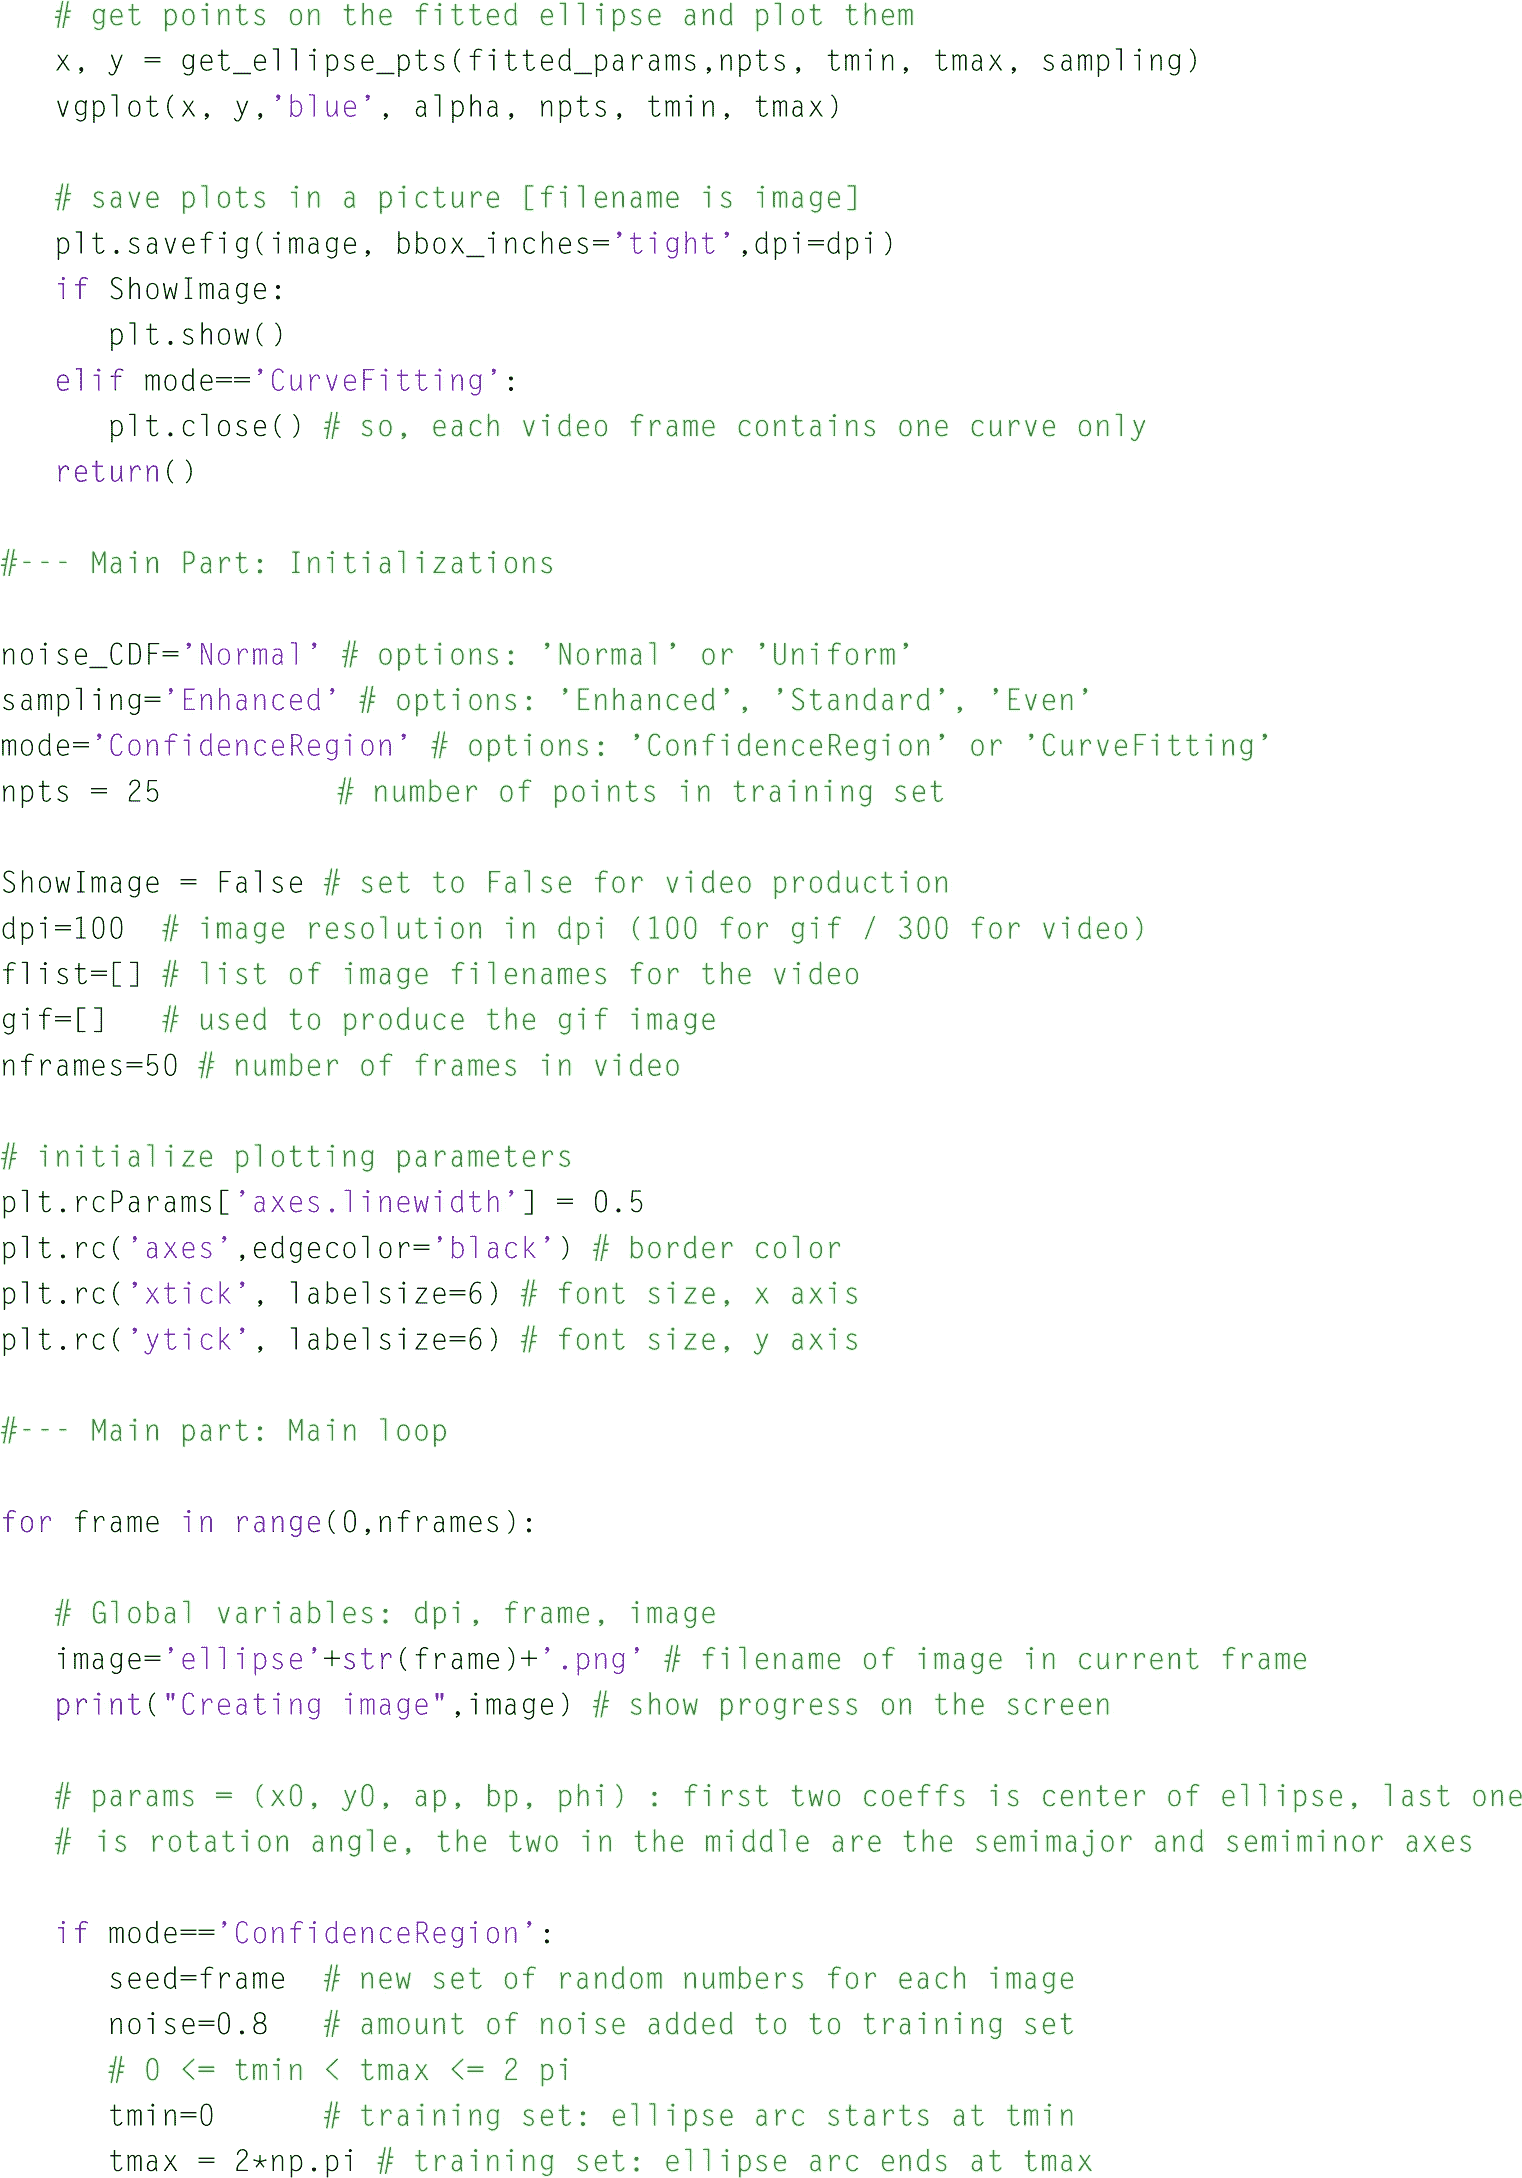 # get points on the fitted ellipse and plot them
x, y = get_ellipse_pts(fitted_params,npts, tmin, tmax, sampling)
vgplot(x, y,'blue', alpha, npts, tmin, tmax)
# save plots in a picture [filename is image]
plt.savefig(image, bbox_inches='tight',dpi=dpi)
if ShowImage:
plt.show()
elif mode=='CurveFitting':
plt.close() # so, each video frame contains one curve only
return()
#--- Main Part: Initializations
noise_CDF='Normal' # options: 'Normal' or 'Uniform'
sampling='Enhanced' # options: 'Enhanced', 'Standard', 'Even'
mode='ConfidenceRegion' # options: 'ConfidenceRegion' or 'CurveFitting'
npts = 25 # number of points in training set
ShowImage = False # set to False for video production
dpi=100 # image resolution in dpi (100 for gif / 300 for video)
flist=[] # list of image filenames for the video
gif=[] # used to produce the gif image
nframes=50 # number of frames in video
# initialize plotting parameters
plt.rcParams['axes.linewidth'] = 0.5
plt.rc('axes',edgecolor='black') # border color
plt.rc('xtick', labelsize=6) # font size, x axis
plt.rc('ytick', labelsize=6) # font size, y axis
#--- Main part: Main loop
for frame in range(0,nframes):
# Global variables: dpi, frame, image
image='ellipse'+str(frame)+'.png' # filename of image in current frame
print("Creating image",image) # show progress on the screen
# params = (x0, y0, ap, bp, phi) : first two coeffs is center of ellipse, last one
# is rotation angle, the two in the middle are the semimajor and semiminor axes
if mode=='ConfidenceRegion':
seed=frame # new set of random numbers for each image
noise=0.8 # amount of noise added to to training set
# 0 <= tmin < tmax <= 2 pi
tmin=0 # training set: ellipse arc starts at tmin
tmax = 2*np.pi # training set: ellipse arc ends at tmax